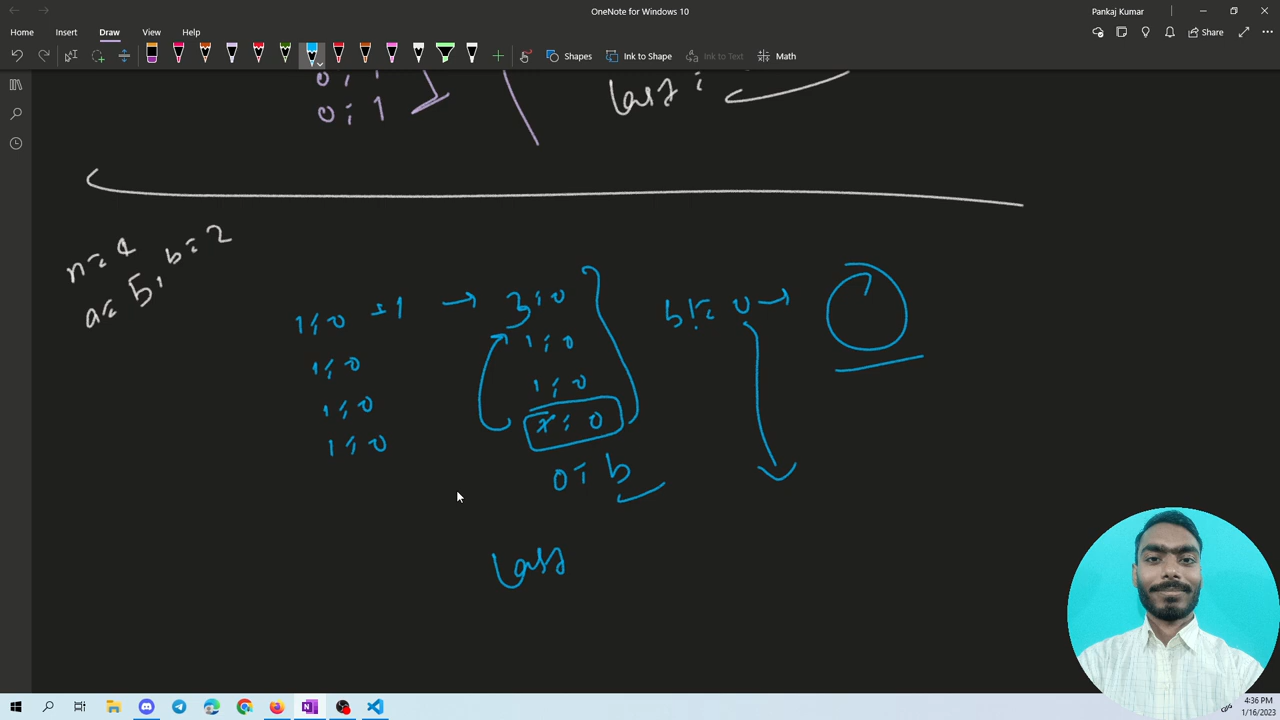 OneNote for Windows 10
Pankaj Kumar
Home Insert Draw View Help
Share
Shapes Ink to Shape Ink to Text Math
0 : 1
Last :
n = 4
a = 5, b = 2
1 : 0 = 1 → 3 : 0
1 : 0
1 : 0
1 : 0
1 : 0
1 : 0
x : 0
0 : b
b != 0 →
Last
4:36 PM
1/16/2023